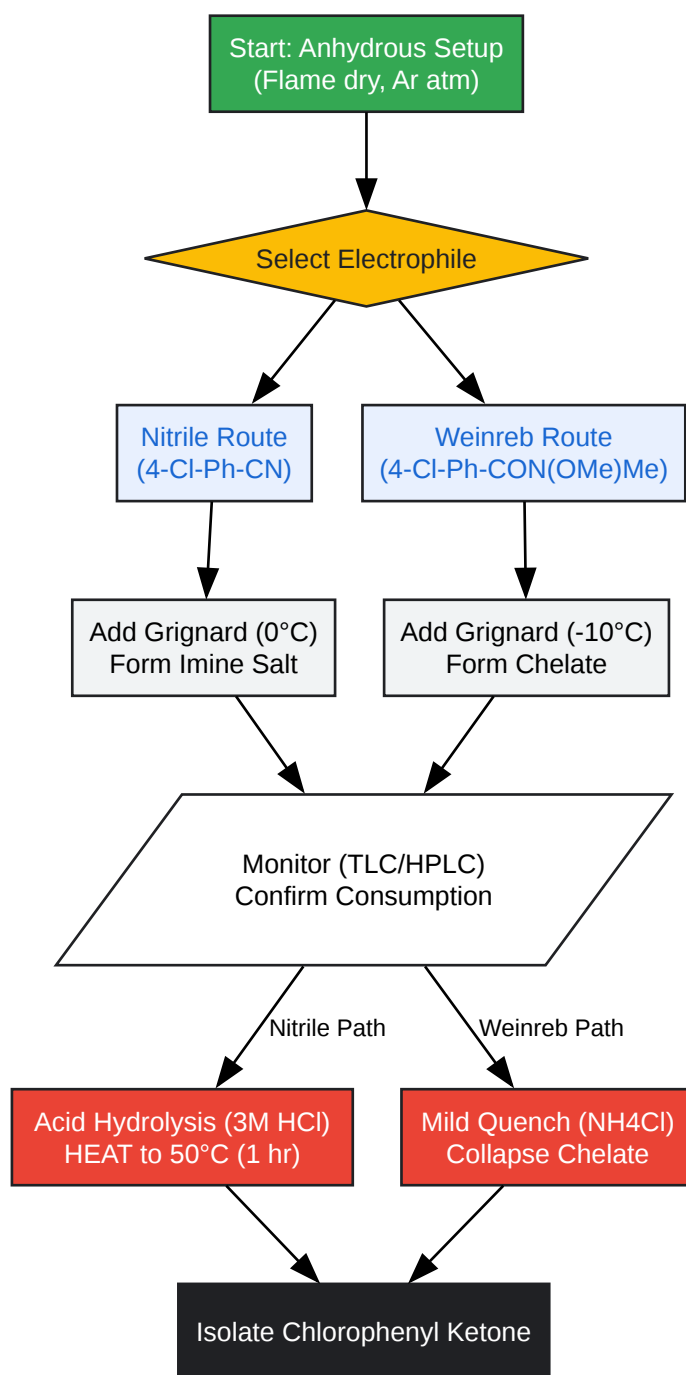 Start: Anhydrous Setup
(Flame dry, Ar atm)
Select Electrophile
Nitrile Route
(4-Cl-Ph-CN)
Weinreb Route
(4-Cl-Ph-CON(OMe)Me)
Add Grignard (0°C)
Form Imine Salt
Add Grignard (-10°C)
Form Chelate
Monitor (TLC/HPLC)
Confirm Consumption
Nitrile Path
Weinreb Path
Acid Hydrolysis (3M HCl)
HEAT to 50°C (1 hr)
Mild Quench (NH4Cl)
Collapse Chelate
Isolate Chlorophenyl Ketone